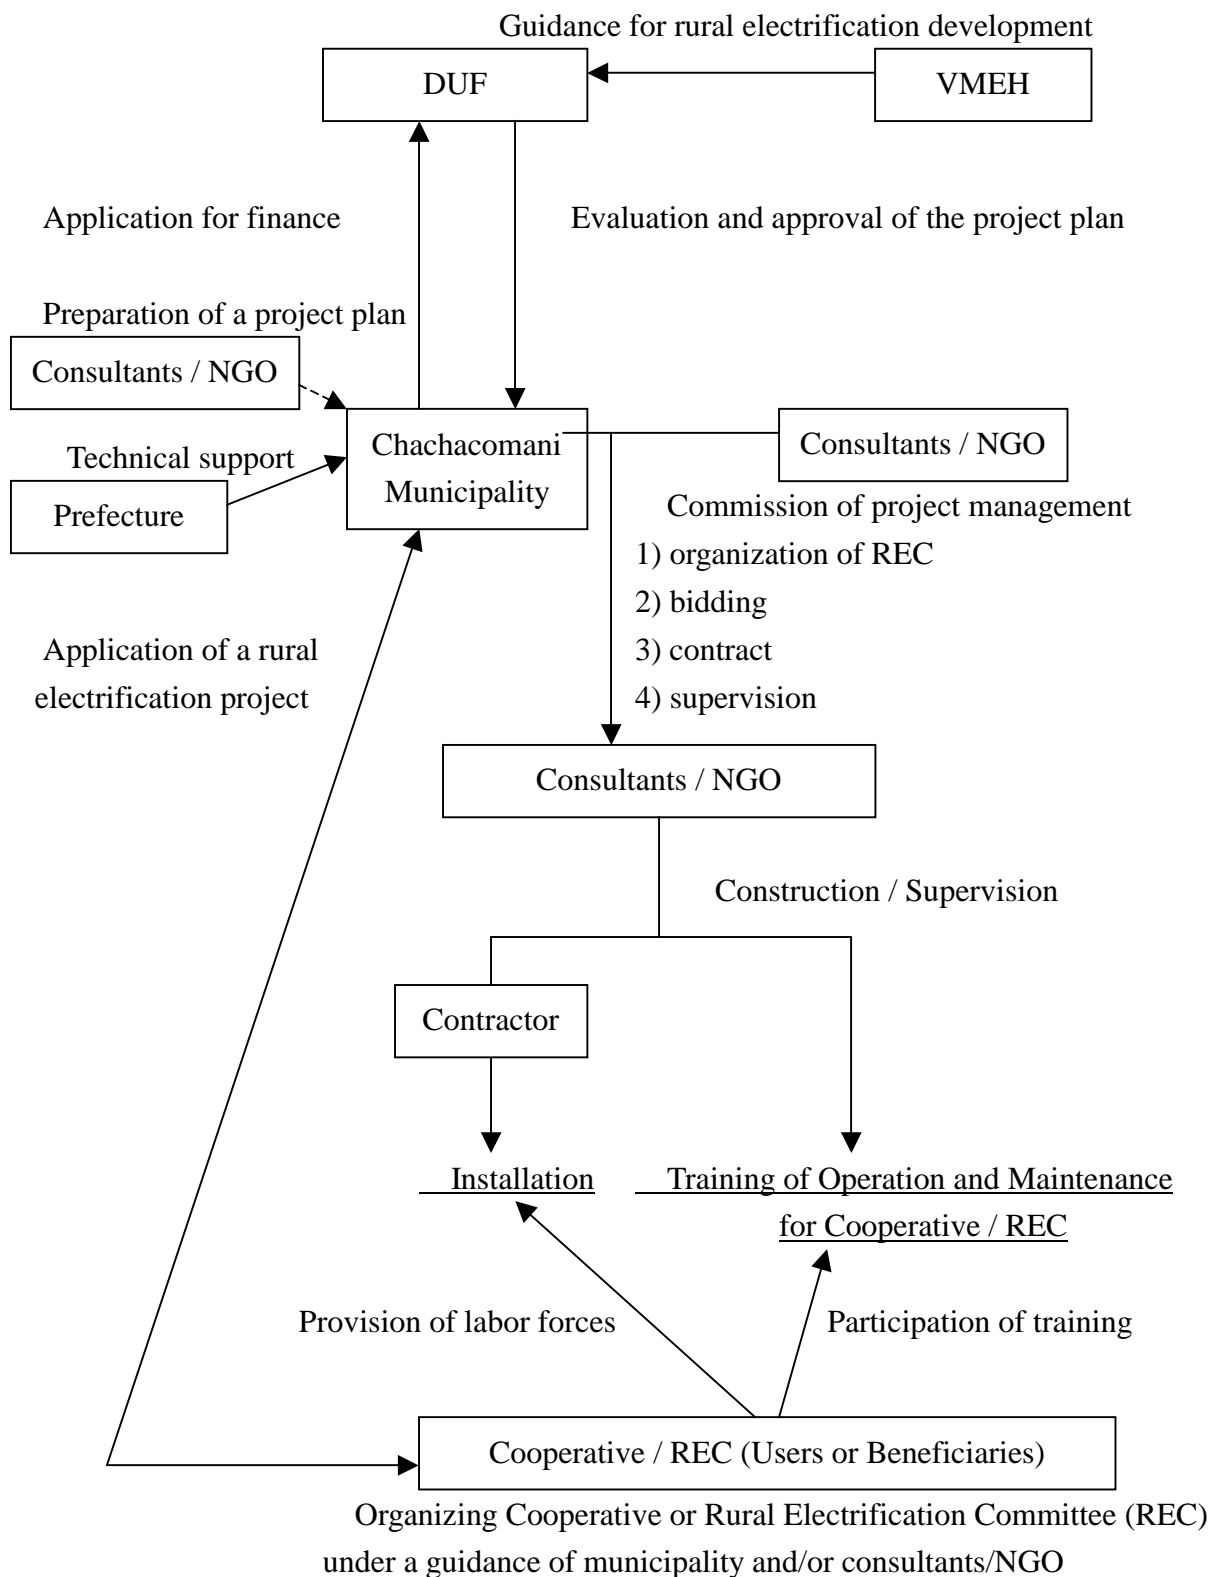 Guidance for rural electrification development
DUF
VMEH
Application for finance
Evaluation and approval of the project plan
Preparation of a project plan
Consultants / NGO
Chachacomani
Municipality
Consultants / NGO
Technical support
Prefecture
Commission of project management
1) organization of REC
2) bidding
3) contract
4) supervision
Application of a rural
electrification project
Consultants / NGO
Construction / Supervision
Contractor
Installation
Training of Operation and Maintenance
for Cooperative / REC
Provision of labor forces
Participation of training
Cooperative / REC (Users or Beneficiaries)
Organizing Cooperative or Rural Electrification Committee (REC)
under a guidance of municipality and/or consultants/NGO